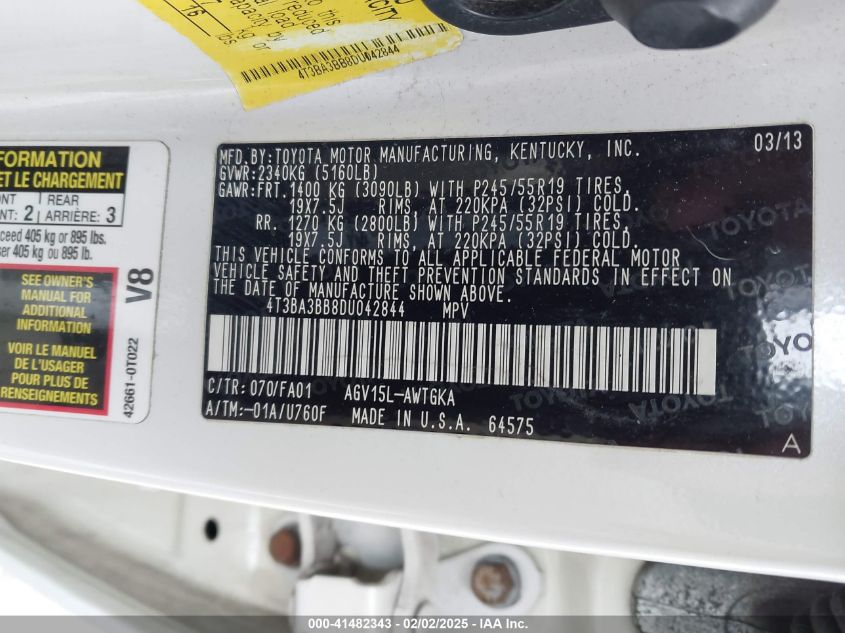 4T3BA3BB8DU042844
FORMATION
ET LE CHARGEMENT
REAR
2 ARRIÈRE: 3
405 kg or 895 lbs.
405 kg ou 895 lb.
SEE OWNER'S
MANUAL FOR
ADDITIONAL
INFORMATION
VOIR LE MANUEL
DE L'USAGER
POUR PLUS DE
RENSEIGNEMENTS
V8
42661-0T022
MFD.BY:TOYOTA MOTOR MANUFACTURING, KENTUCKY, INC. 03/13
GVWR:2340KG (5160LB)
GAWR:FRT.1400 KG (3090LB) WITH P245/55R19 TIRES,
19X7.5J RIMS, AT 220KPA (32PSI) COLD.
RR. 1270 KG (2800LB) WITH P245/55R19 TIRES,
19X7.5J RIMS, AT 220KPA (32PSI) COLD.
THIS VEHICLE CONFORMS TO ALL APPLICABLE FEDERAL MOTOR
VEHICLE SAFETY AND THEFT PREVENTION STANDARDS IN EFFECT ON
THE DATE OF MANUFACTURE SHOWN ABOVE.
4T3BA3BB8DU042844 MPV
C/TR: 070/FA01 AGV15L-AWTGKA
A/TM:-01A/U760F MADE IN U.S.A. 64575
A
TOYOTA
TOYOTA
000-41482343 - 02/02/2025 - IAA Inc.